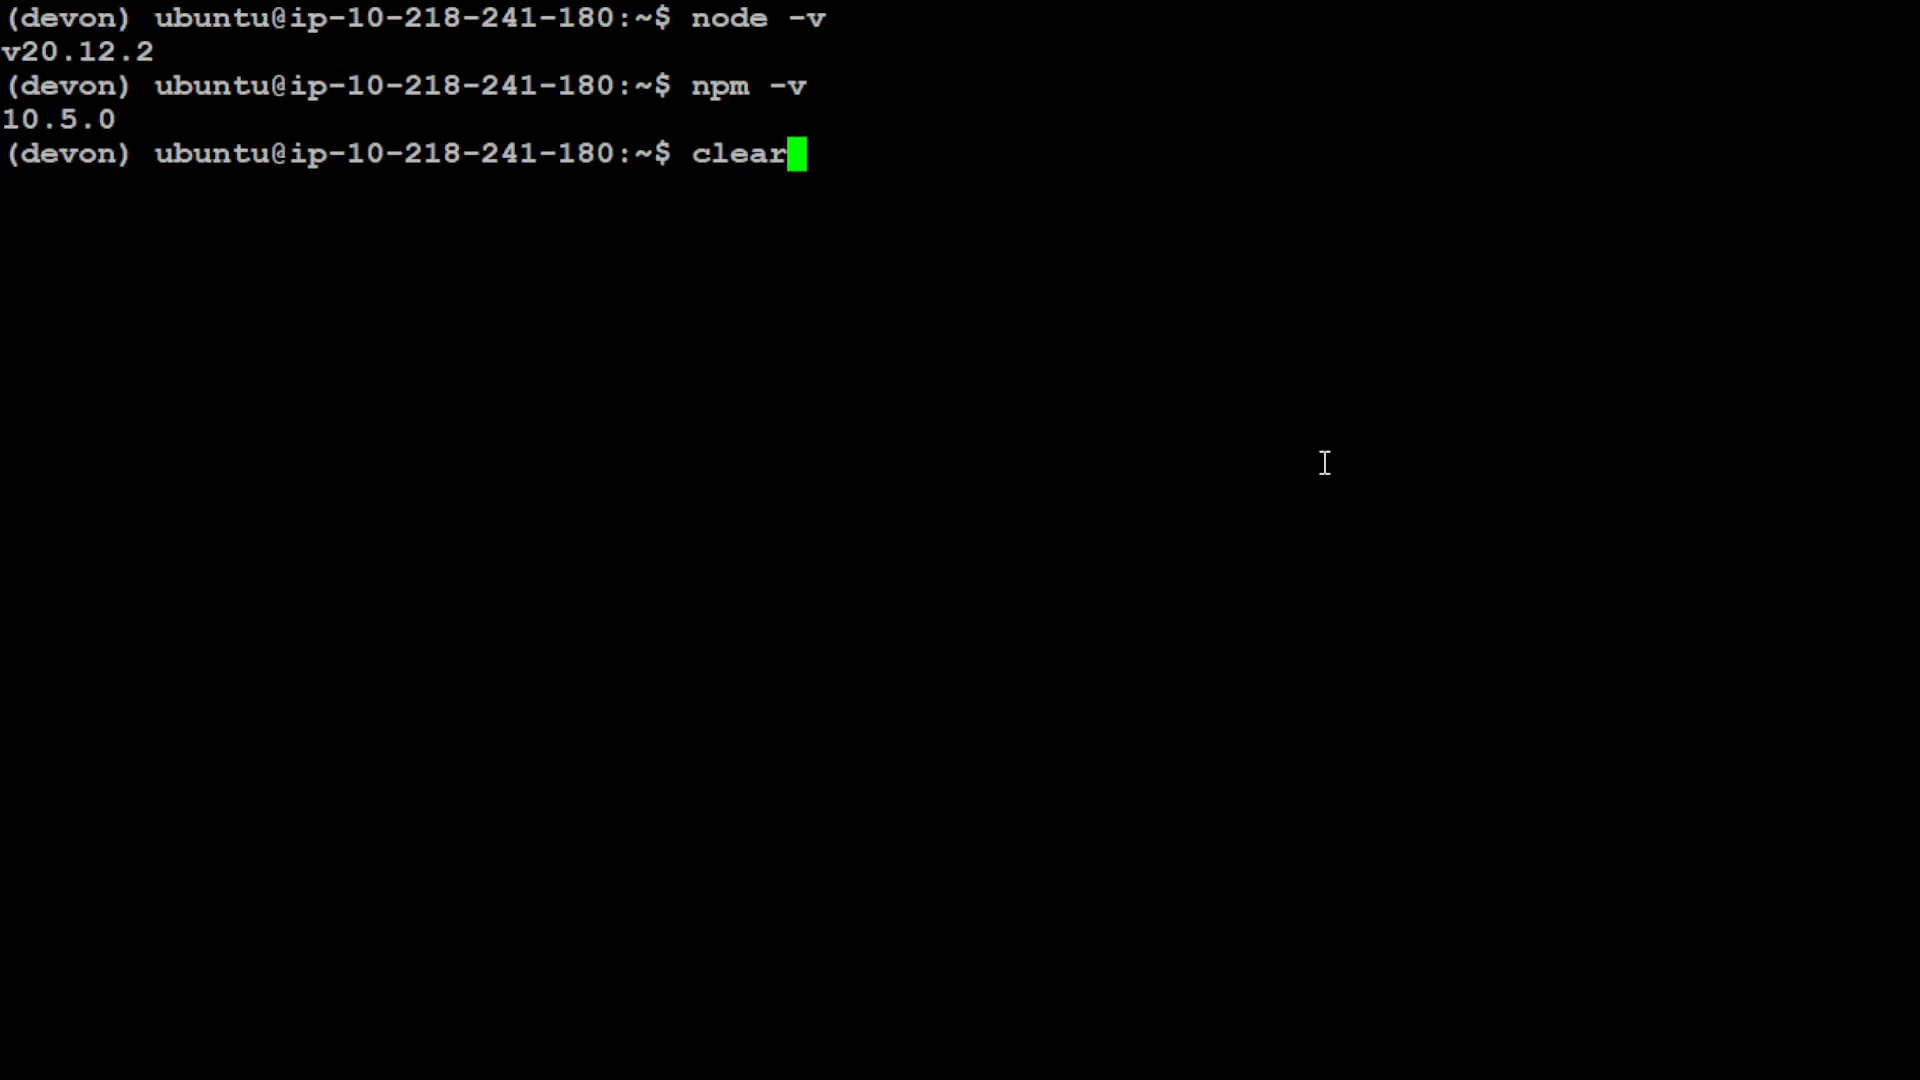 (devon) ubuntu@ip-10-218-241-180:~$ node -v
v20.12.2
(devon) ubuntu@ip-10-218-241-180:~$ npm -v
10.5.0
(devon) ubuntu@ip-10-218-241-180:~$ clear